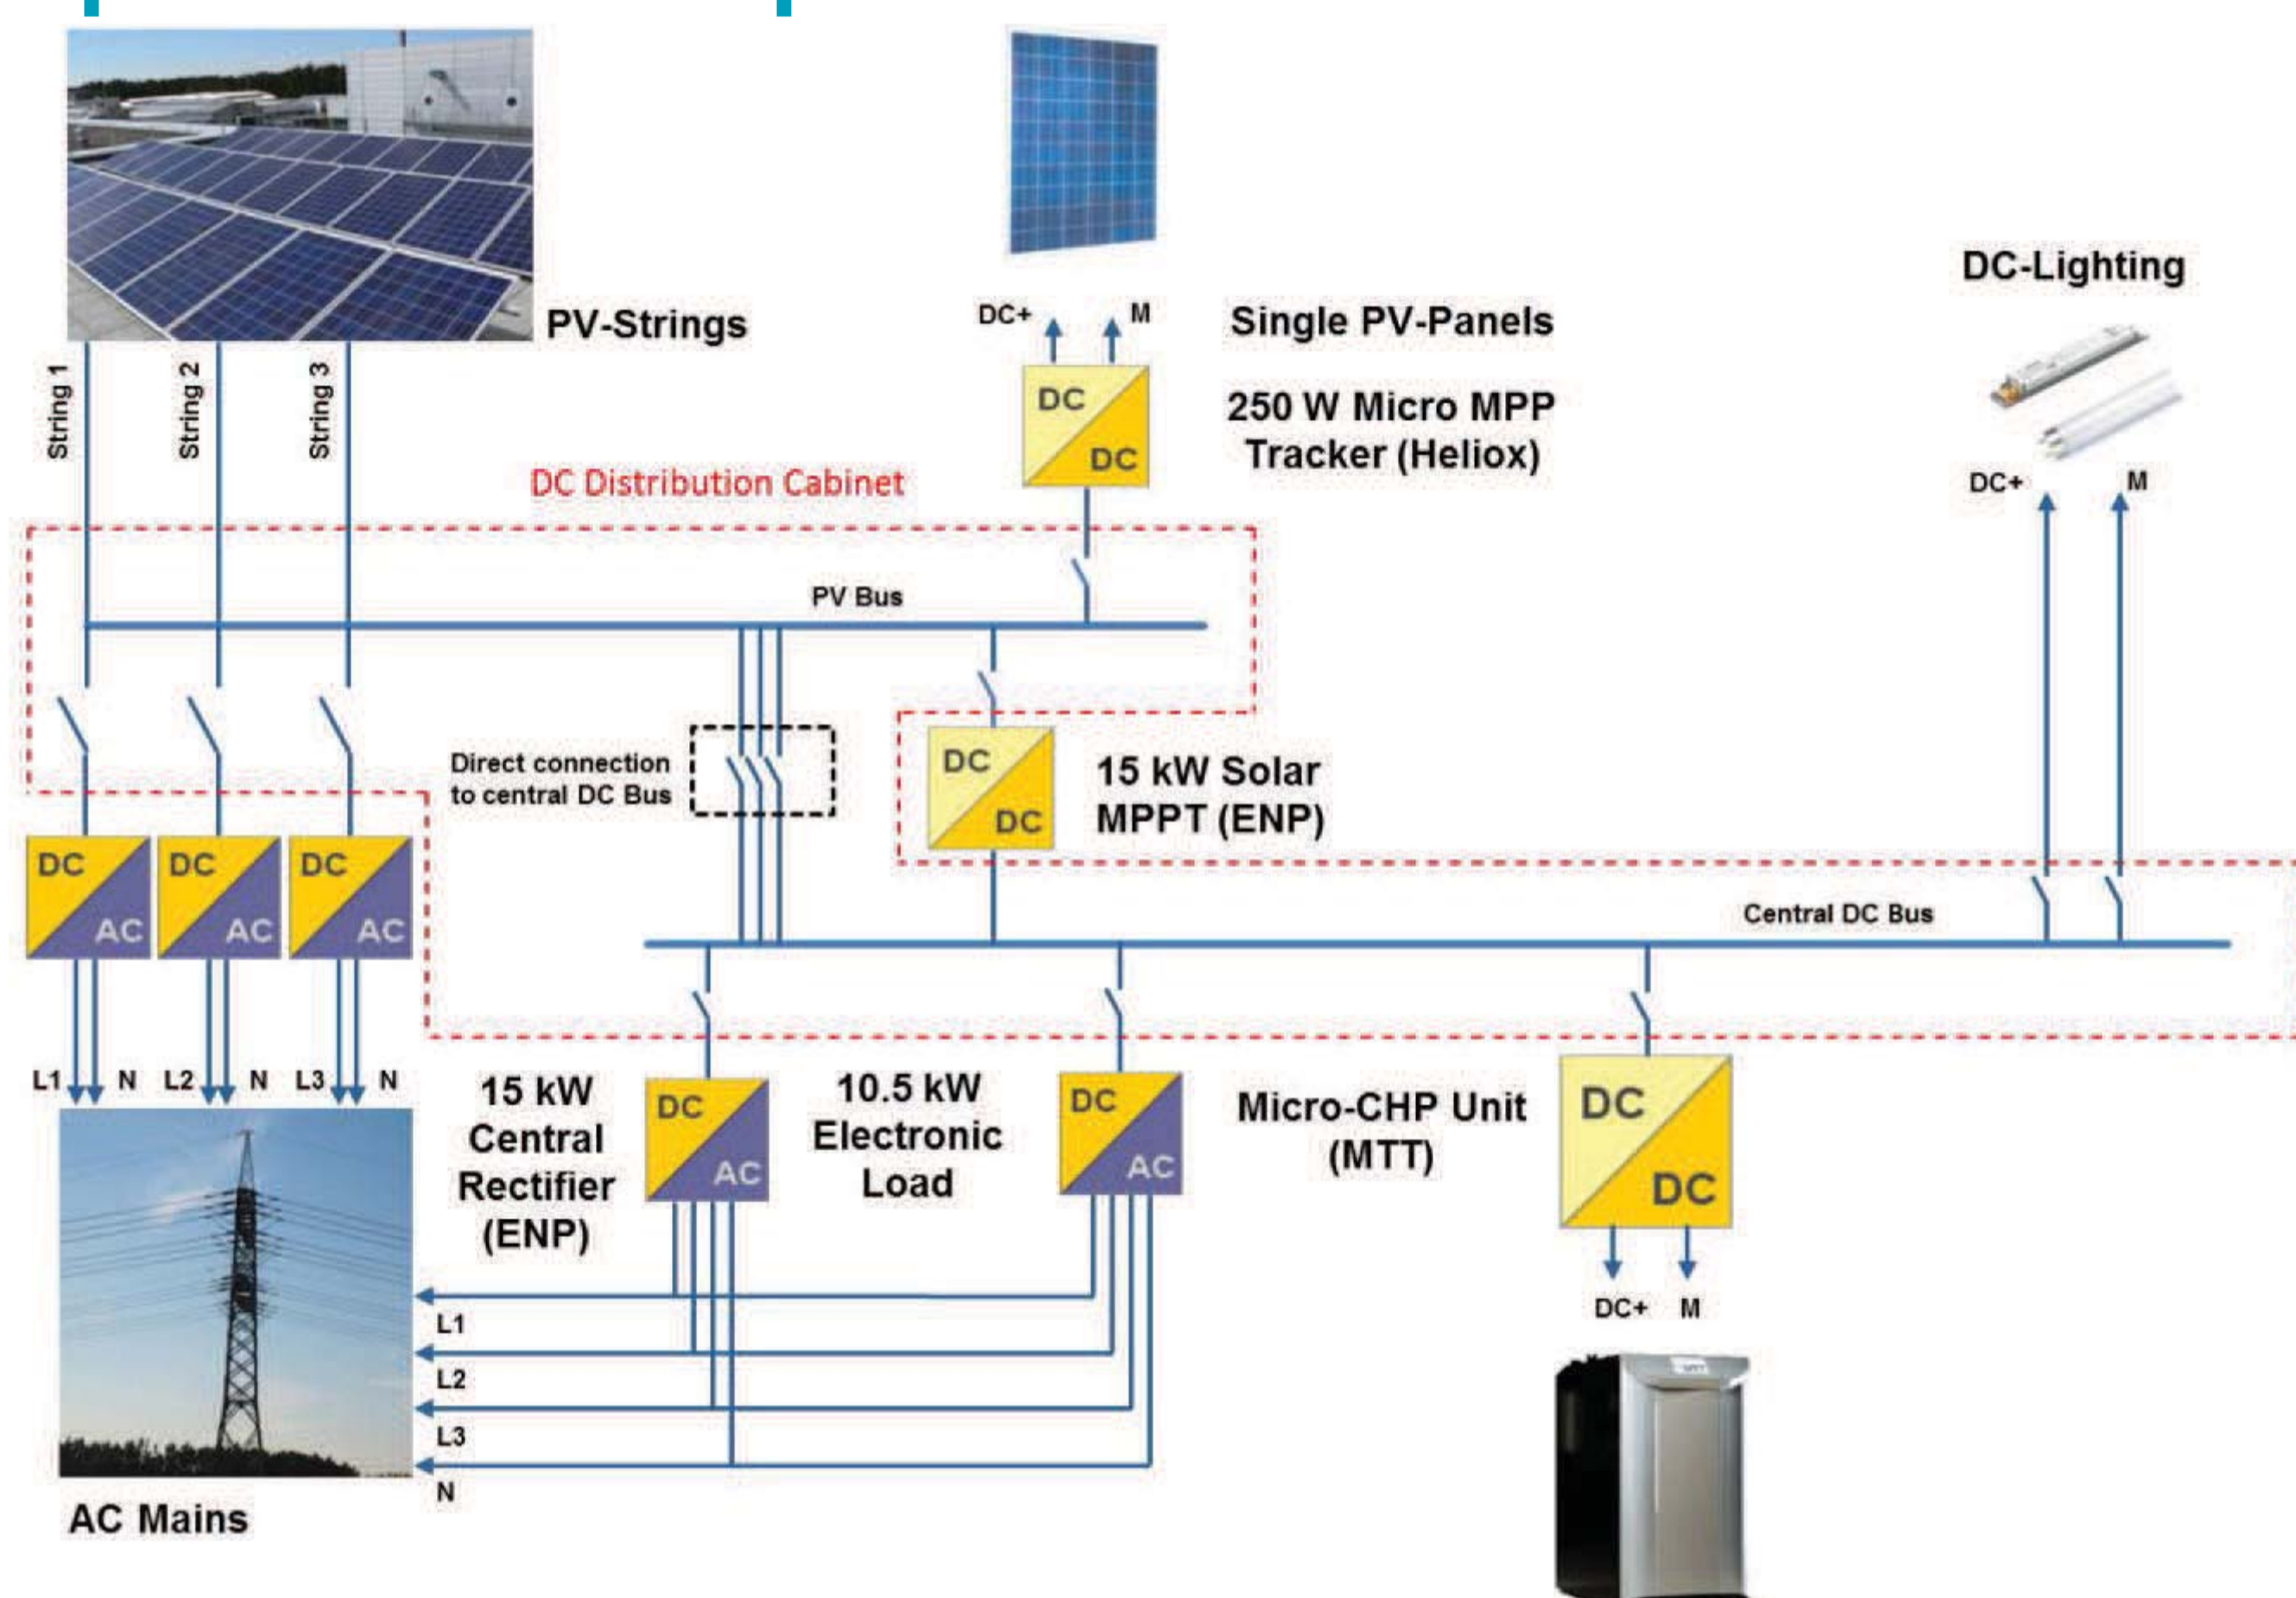 PV-Strings
String 1
String 2
String 3
DC+
M
Single PV-Panels
DC
DC
250 W Micro MPP
Tracker (Heliox)
DC-Lighting
DC+
M
DC Distribution Cabinet
PV Bus
Direct connection
to central DC Bus
DC
DC
15 kW Solar
MPPT (ENP)
DC
AC
DC
AC
DC
AC
Central DC Bus
L1
N
L2
N
L3
N
15 kW
Central
Rectifier
(ENP)
DC
AC
10.5 kW
Electronic
Load
DC
AC
Micro-CHP Unit
(MTT)
DC
DC
DC+
M
L1
L2
L3
N
AC Mains
MTT